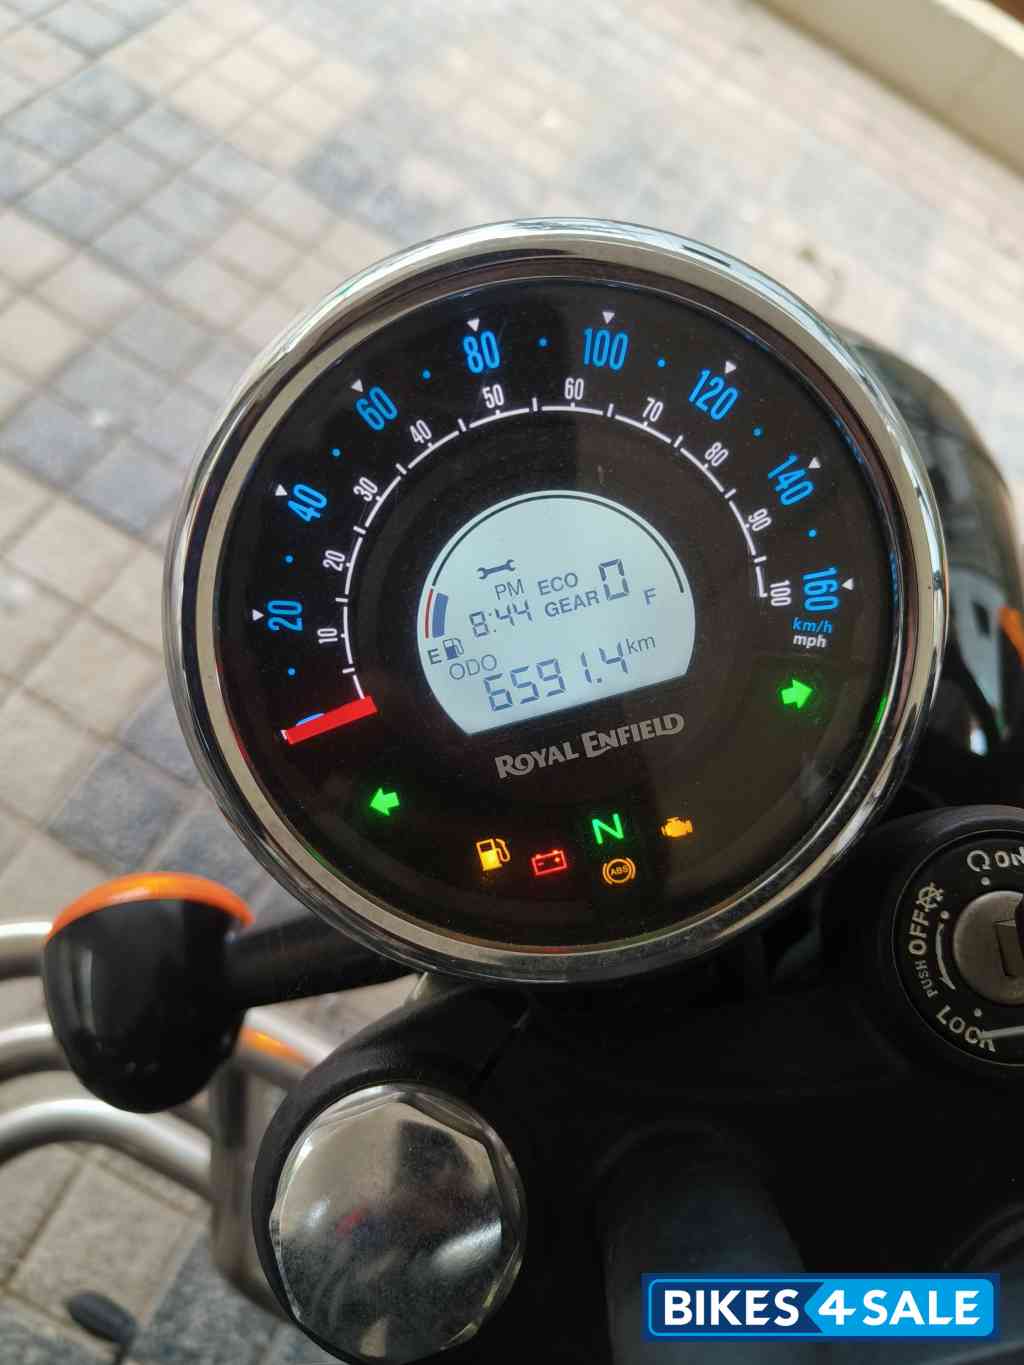 20
40
60
80
100
120
140
160
km/h
mph
10
20
30
40
50
60
70
80
90
100
PM ECO
8:44 GEAR 0
E F
ODO
6591.4 km
ROYAL ENFIELD
N
ABS
ON
OFF
PUSH
LOCK
BIKES4SALE